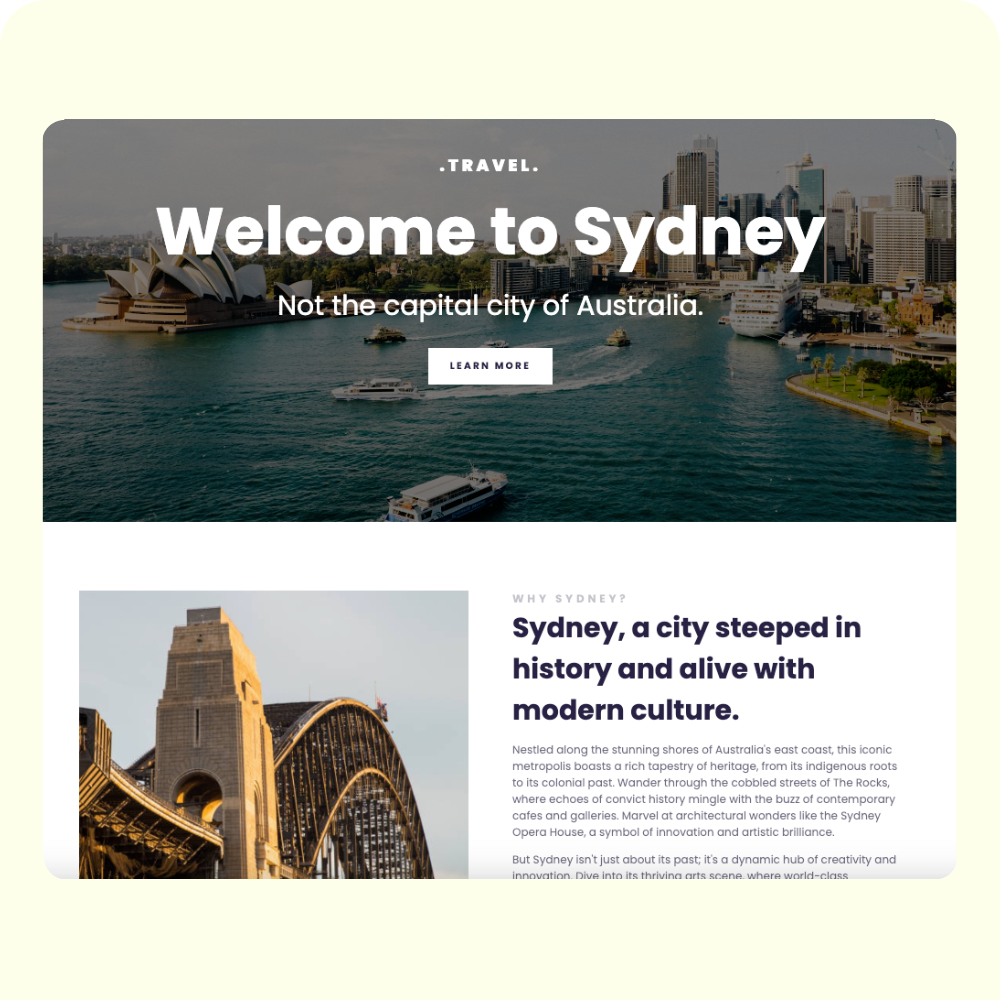 .TRAVEL.
Welcome to Sydney
Not the capital city of Australia.
LEARN MORE
WHY SYDNEY?
Sydney, a city steeped in
history and alive with
modern culture.
Nestled along the stunning shores of Australia's east coast, this iconic
metropolis boasts a rich tapestry of heritage, from its indigenous roots
to its colonial past. Wander through the cobbled streets of The Rocks,
where echoes of convict history mingle with the buzz of contemporary
cafes and galleries. Marvel at architectural wonders like the Sydney
Opera House, a symbol of innovation and artistic brilliance.
But Sydney isn't just about its past; it's a dynamic hub of creativity and
innovation. Dive into its thriving arts scene, where world-class